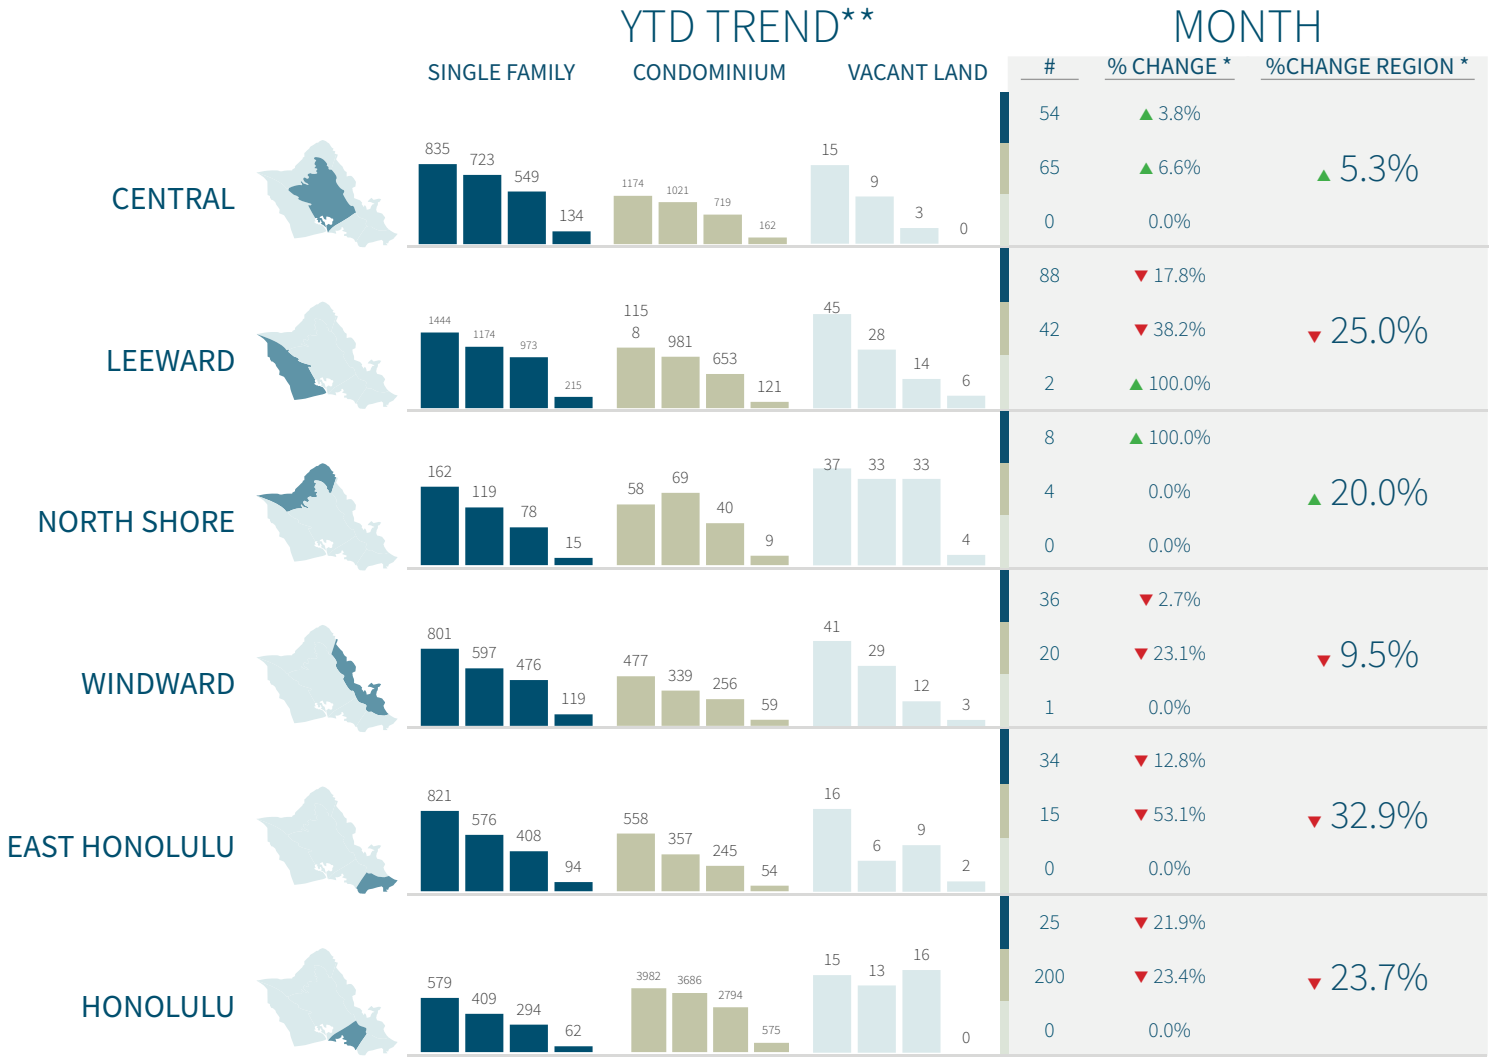 YTD TREND** MONTH
SINGLE FAMILY CONDOMINIUM VACANT LAND # % CHANGE * %CHANGE REGION *
CENTRAL
835 723 549 134
1174 1021 719 162
15 9 3 0
54 ▲ 3.8%
65 ▲ 6.6%
0 0.0%
▲ 5.3%
LEEWARD
1444 1174 973 215
115
8 981 653 121
45 28 14 6
88 ▼ 17.8%
42 ▼ 38.2%
2 ▲ 100.0%
▼ 25.0%
NORTH SHORE
162 119 78 15
58 69 40 9
37 33 33 4
8 ▲ 100.0%
4 0.0%
0 0.0%
▲ 20.0%
WINDWARD
801 597 476 119
477 339 256 59
41 29 12 3
36 ▼ 2.7%
20 ▼ 23.1%
1 0.0%
▼ 9.5%
EAST HONOLULU
821 576 408 94
558 357 245 54
16 6 9 2
34 ▼ 12.8%
15 ▼ 53.1%
0 0.0%
▼ 32.9%
HONOLULU
579 409 294 62
3982 3686 2794 575
15 13 16 0
25 ▼ 21.9%
200 ▼ 23.4%
0 0.0%
▼ 23.7%